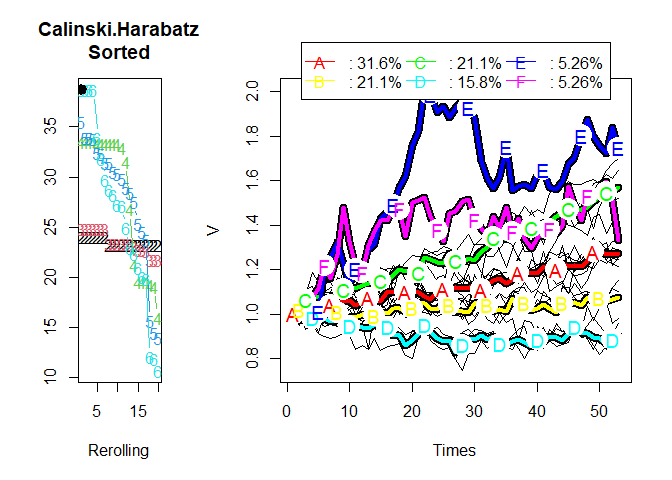 Calinski.Harabatz
Sorted
A : 31.6% C : 21.1% E : 5.26%
B : 21.1% D : 15.8% F : 5.26%
10 15 20 25 30 35
5 15
Rerolling
V
0.8 1.0 1.2 1.4 1.6 1.8 2.0
0 10 20 30 40 50
Times